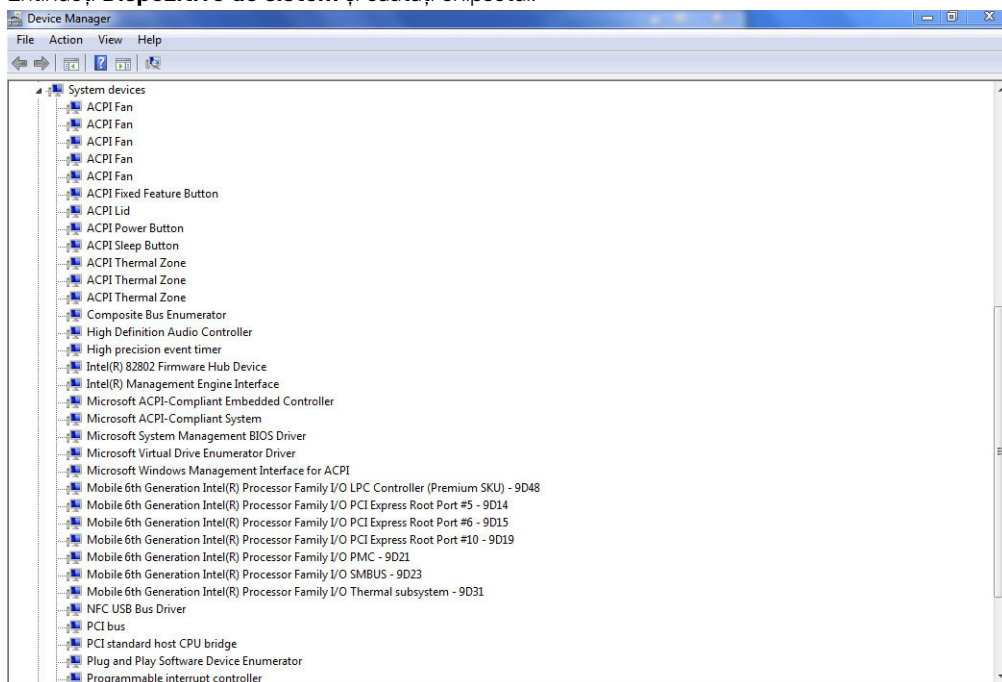 Extindeți Dispozitive de sistem și căutați chipsetul.
Device Manager
File Action View Help
System devices
ACPI Fan
ACPI Fan
ACPI Fan
ACPI Fan
ACPI Fan
ACPI Fixed Feature Button
ACPI Lid
ACPI Power Button
ACPI Sleep Button
ACPI Thermal Zone
ACPI Thermal Zone
ACPI Thermal Zone
Composite Bus Enumerator
High Definition Audio Controller
High precision event timer
Intel(R) 82802 Firmware Hub Device
Intel(R) Management Engine Interface
Microsoft ACPI-Compliant Embedded Controller
Microsoft ACPI-Compliant System
Microsoft System Management BIOS Driver
Microsoft Virtual Drive Enumerator Driver
Microsoft Windows Management Interface for ACPI
Mobile 6th Generation Intel(R) Processor Family I/O LPC Controller (Premium SKU) - 9D48
Mobile 6th Generation Intel(R) Processor Family I/O PCI Express Root Port #5 - 9D14
Mobile 6th Generation Intel(R) Processor Family I/O PCI Express Root Port #6 - 9D15
Mobile 6th Generation Intel(R) Processor Family I/O PCI Express Root Port #10 - 9D19
Mobile 6th Generation Intel(R) Processor Family I/O PMC - 9D21
Mobile 6th Generation Intel(R) Processor Family I/O SMBUS - 9D23
Mobile 6th Generation Intel(R) Processor Family I/O Thermal subsystem - 9D31
NFC USB Bus Driver
PCI bus
PCI standard host CPU bridge
Plug and Play Software Device Enumerator
Programmable interrupt controller